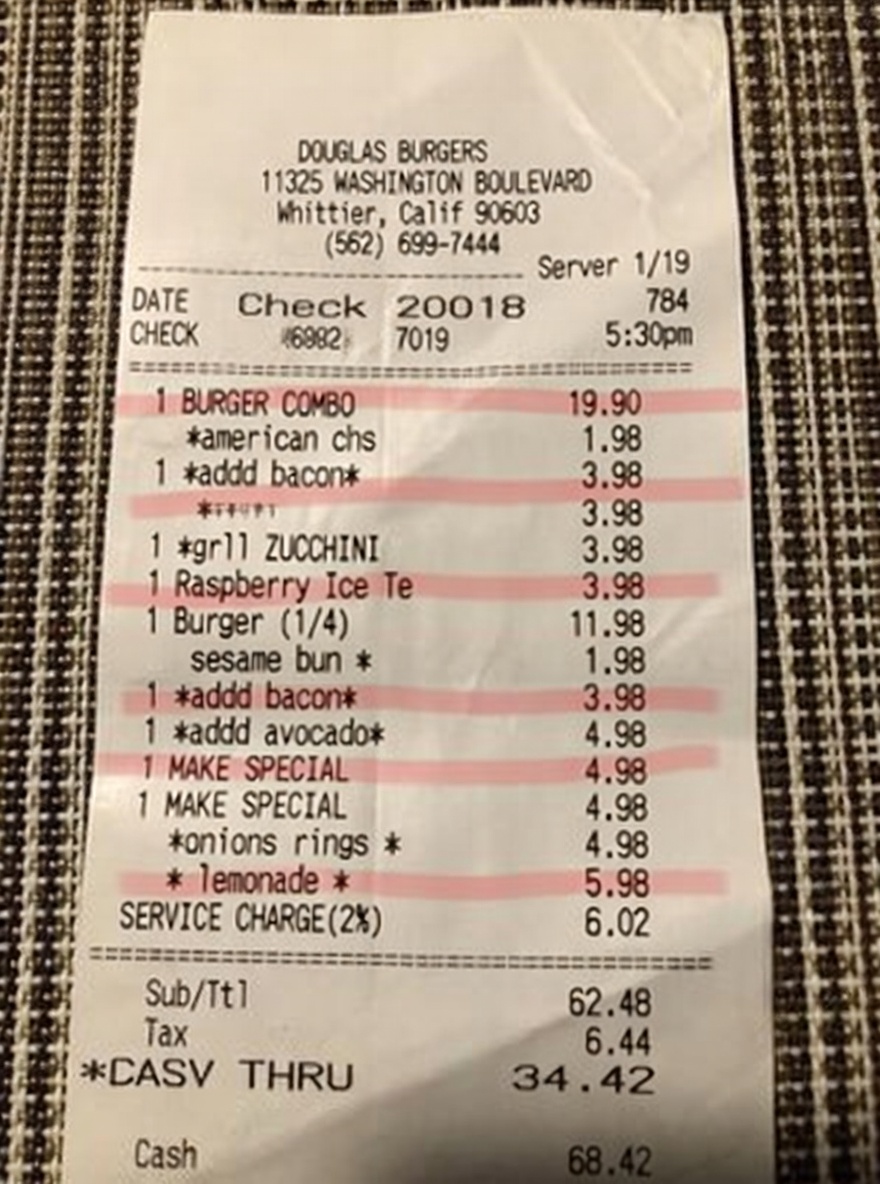 DOUGLAS BURGERS
11325 WASHINGTON BOULEVARD
Whittier, Calif 90603
(562) 699-7444
Server 1/19
DATE Check 20018 784
CHECK 7019 5:30pm
1 BURGER COMBO 19.90
*american chs 1.98
1 *addd bacon* 3.98
* 3.98
1 *grll ZUCCHINI 3.98
1 Raspberry Ice Te 3.98
1 Burger (1/4) 11.98
sesame bun * 1.98
1 *addd bacon* 3.98
1 *addd avocado* 4.98
1 MAKE SPECIAL 4.98
1 MAKE SPECIAL 4.98
*onions rings * 4.98
* lemonade * 5.98
SERVICE CHARGE(2%) 6.02
Sub/Ttl 62.48
Tax 6.44
*CASV THRU 34.42
Cash 68.42